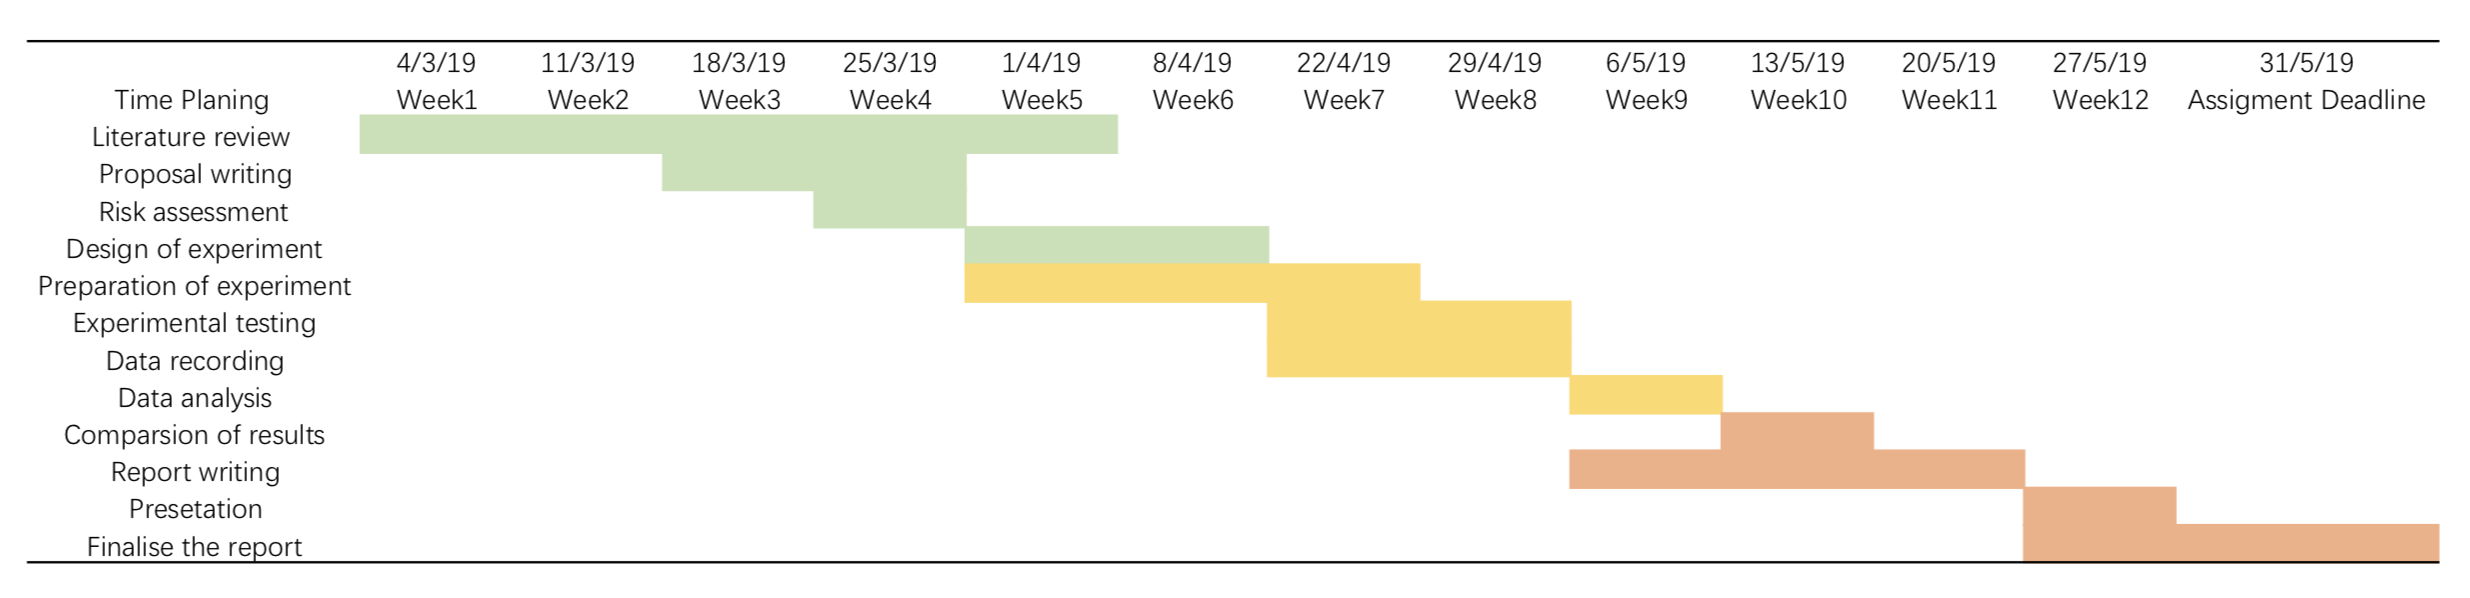 4/3/19 11/3/19 18/3/19 25/3/19 1/4/19 8/4/19 22/4/19 29/4/19 6/5/19 13/5/19 20/5/19 27/5/19 31/5/19
Time Planing Week1 Week2 Week3 Week4 Week5 Week6 Week7 Week8 Week9 Week10 Week11 Week12 Assigment Deadline
Literature review
Proposal writing
Risk assessment
Design of experiment
Preparation of experiment
Experimental testing
Data recording
Data analysis
Comparsion of results
Report writing
Presetation
Finalise the report